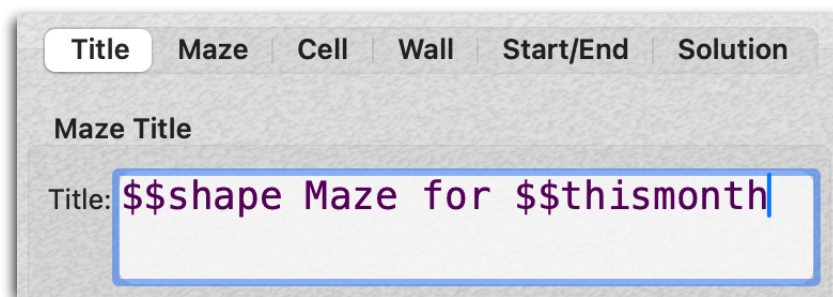 Title Maze Cell Wall Start/End Solution
Maze Title
Title: $$shape Maze for $$thismonth